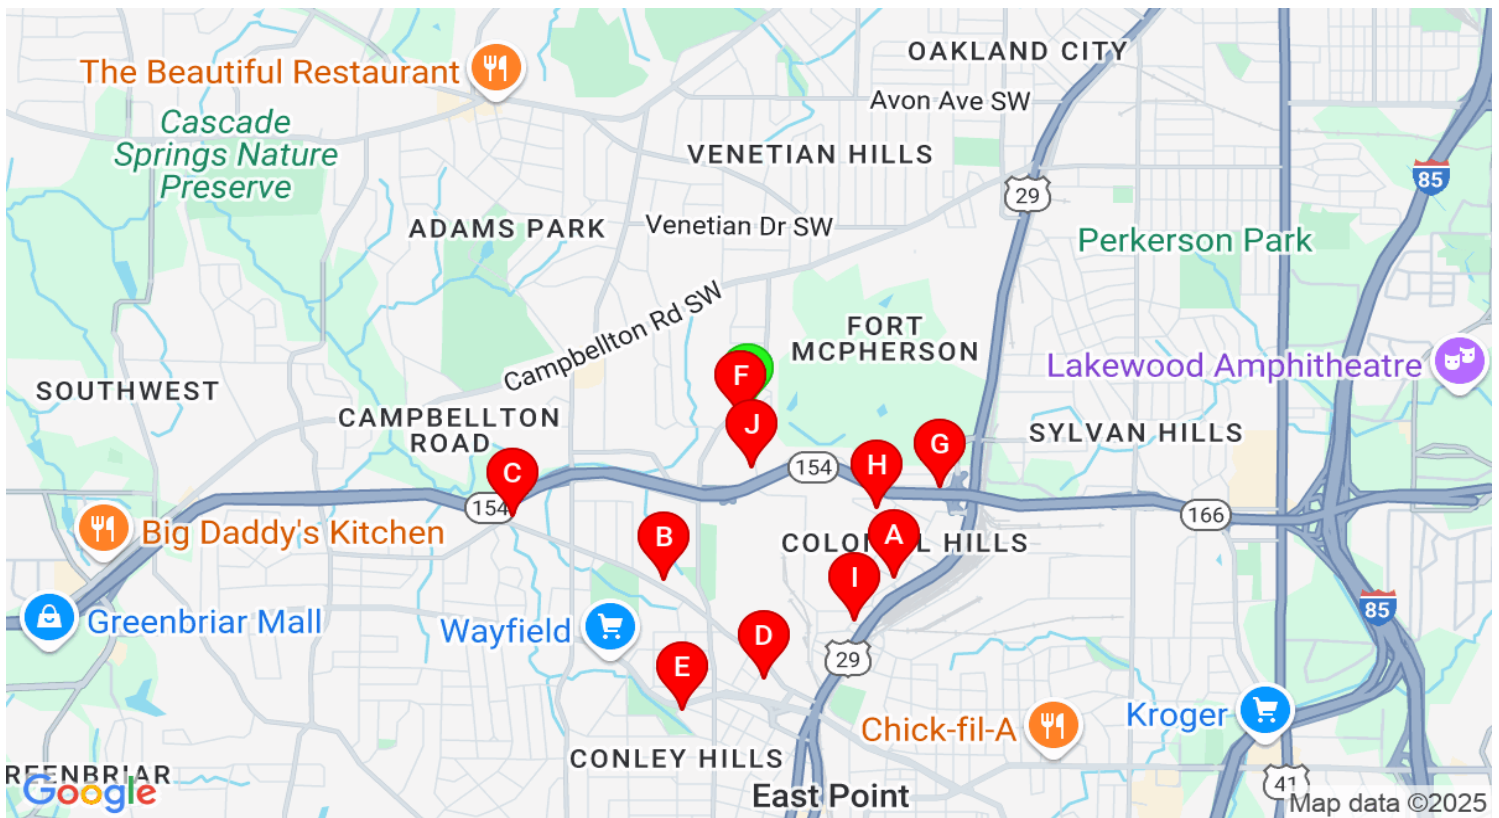 OAKLAND CITY
The Beautiful Restaurant
Avon Ave SW
Cascade
Springs Nature
Preserve
VENETIAN HILLS
85
29
ADAMS PARK
Venetian Dr SW
Perkerson Park
Campbellton Rd SW
FORT
MCPHERSON
Lakewood Amphitheatre
F
SOUTHWEST
CAMPBELLTON
ROAD
J
SYLVAN HILLS
G
H
154
C
154
166
Big Daddy's Kitchen
B
A
COLO
L HILLS
I
85
Greenbriar Mall
Wayfield
D
29
E
Kroger
Chick-fil-A
CONLEY HILLS
REENBRIAR
Google
East Point
41
Map data ©2025